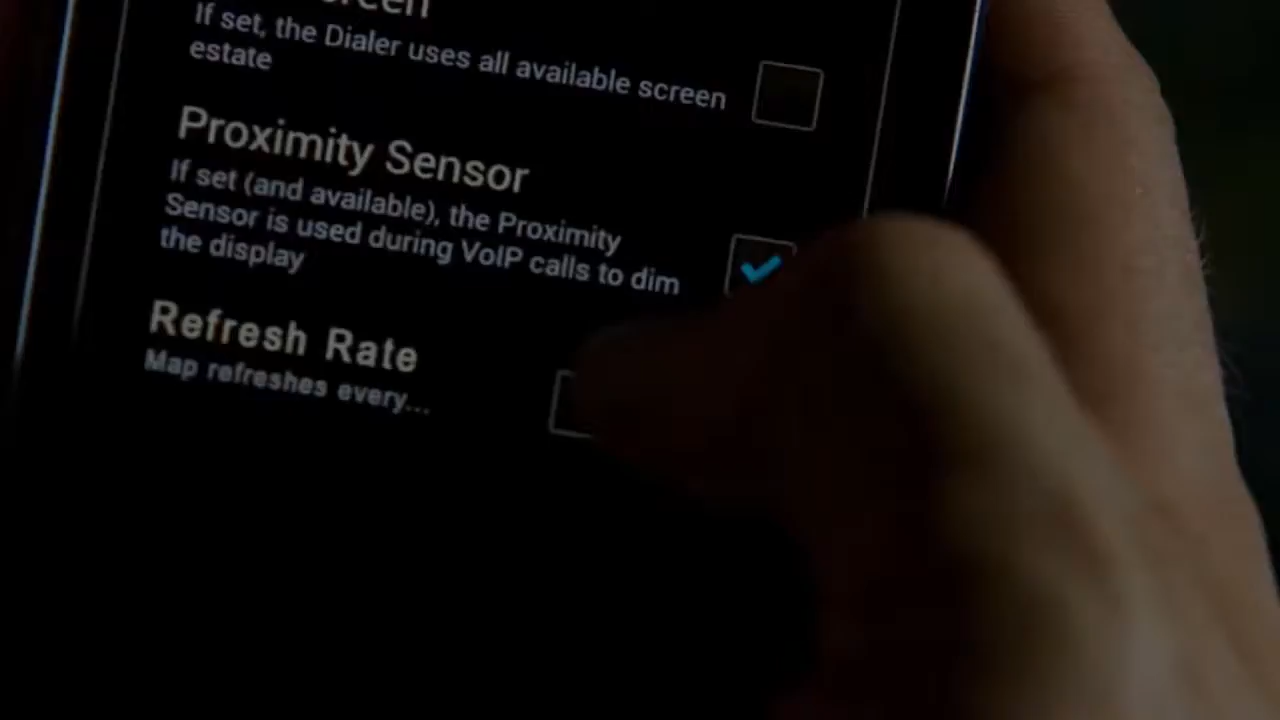 If set, the Dialer uses all available screen
estate
Proximity Sensor
If set (and available), the Proximity
Sensor is used during VoIP calls to dim
the display
Refresh Rate
Map refreshes every...